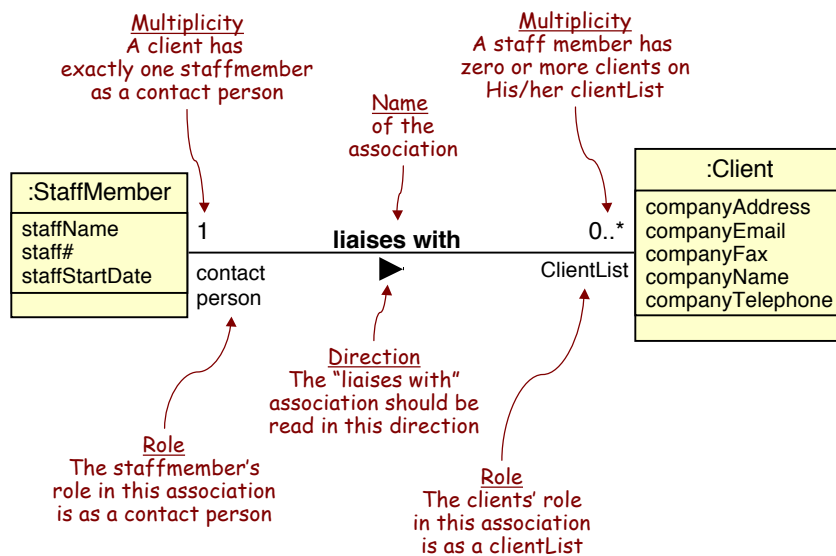 Multiplicity
A client has
exactly one staffmember
as a contact person
Multiplicity
A staff member has
zero or more clients on
His/her clientList
Name
of the
association
:StaffMember
staffName
staff#
staffStartDate
1
contact
person
liaises with
0..*
ClientList
:Client
companyAddress
companyEmail
companyFax
companyName
companyTelephone
Direction
The “liaises with”
association should be
read in this direction
Role
The staffmember’s
role in this association
is as a contact person
Role
The clients’ role
in this association
is as a clientList